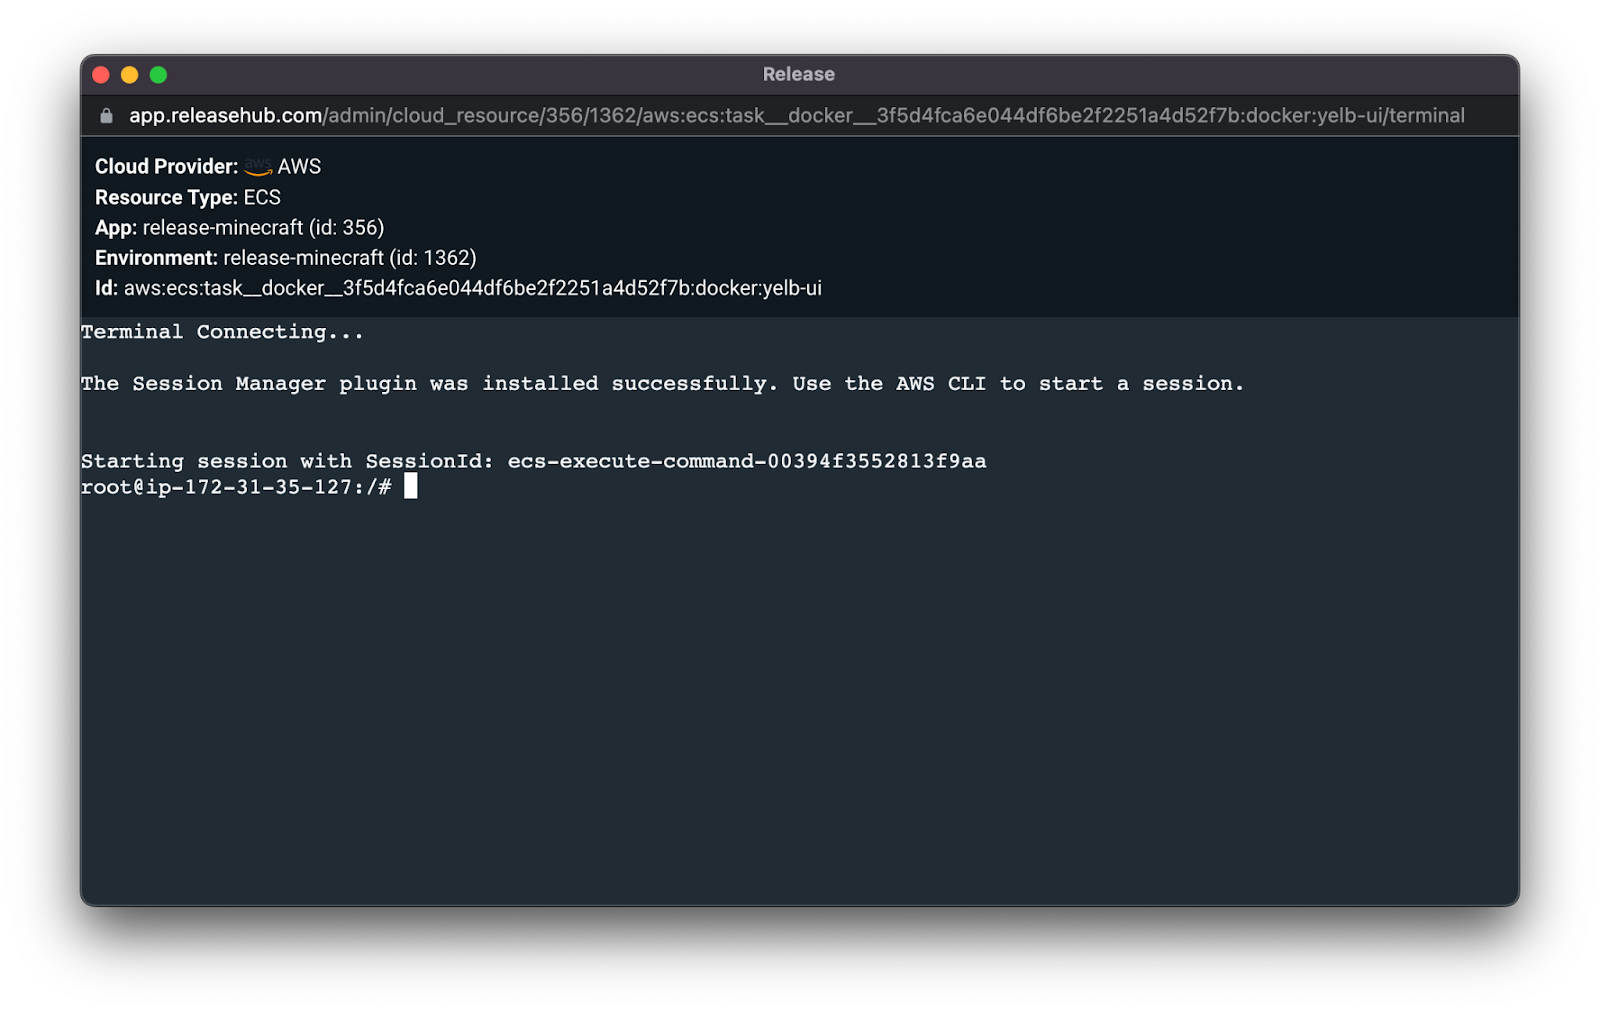 Release
app.releasehub.com/admin/cloud_resource/356/1362/aws:ecs:task__docker__3f5d4fca6e044df6be2f2251a4d52f7b:docker:yelb-ui/terminal
Cloud Provider: aws AWS
Resource Type: ECS
App: release-minecraft (id: 356)
Environment: release-minecraft (id: 1362)
Id: aws:ecs:task__docker__3f5d4fca6e044df6be2f2251a4d52f7b:docker:yelb-ui
Terminal Connecting...
The Session Manager plugin was installed successfully. Use the AWS CLI to start a session.
Starting session with SessionId: ecs-execute-command-00394f3552813f9aa
root@ip-172-31-35-127:/#